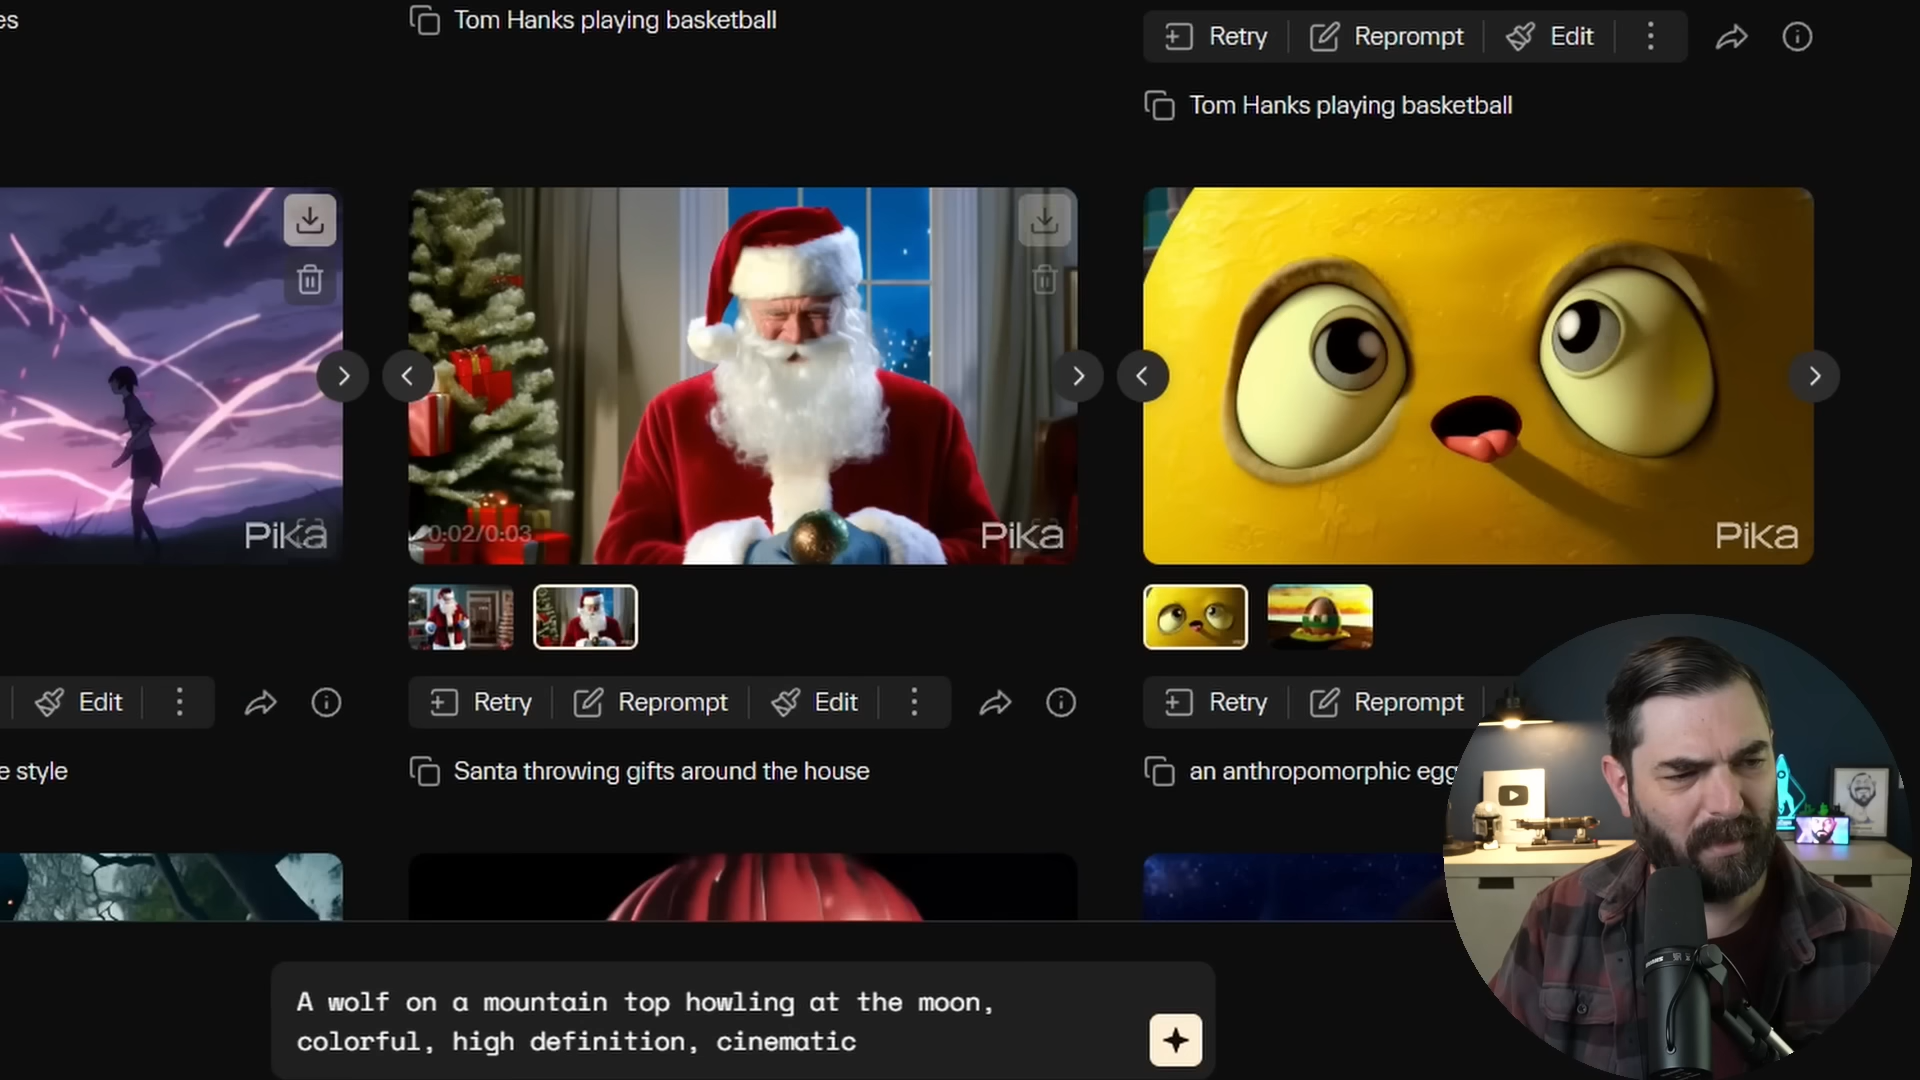 es
Tom Hanks playing basketball
Retry
Reprompt
Edit
Tom Hanks playing basketball
Pika
0:02/0:03
Pika
Pika
Edit
Retry
Reprompt
Edit
Retry
Reprompt
e style
Santa throwing gifts around the house
an anthropomorphic egg
A wolf on a mountain top howling at the moon,
colorful, high definition, cinematic